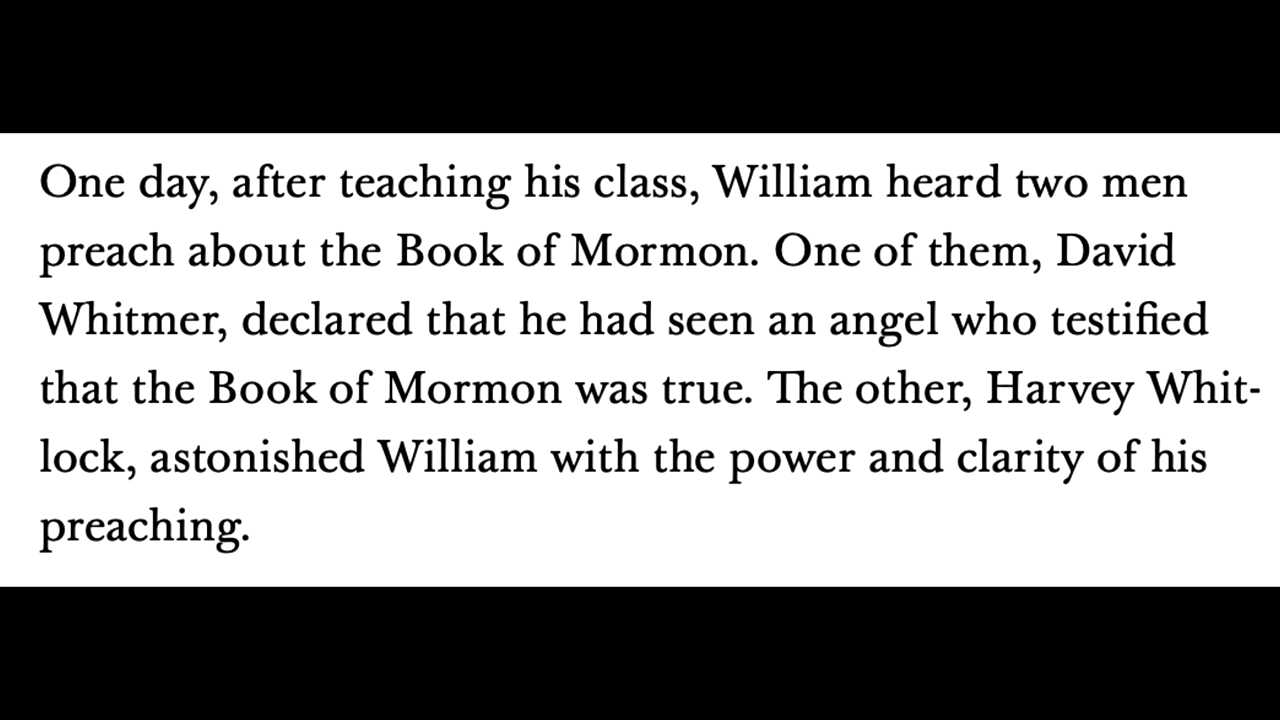 One day, after teaching his class, William heard two men
preach about the Book of Mormon. One of them, David
Whitmer, declared that he had seen an angel who testified
that the Book of Mormon was true. The other, Harvey Whit-
lock, astonished William with the power and clarity of his
preaching.